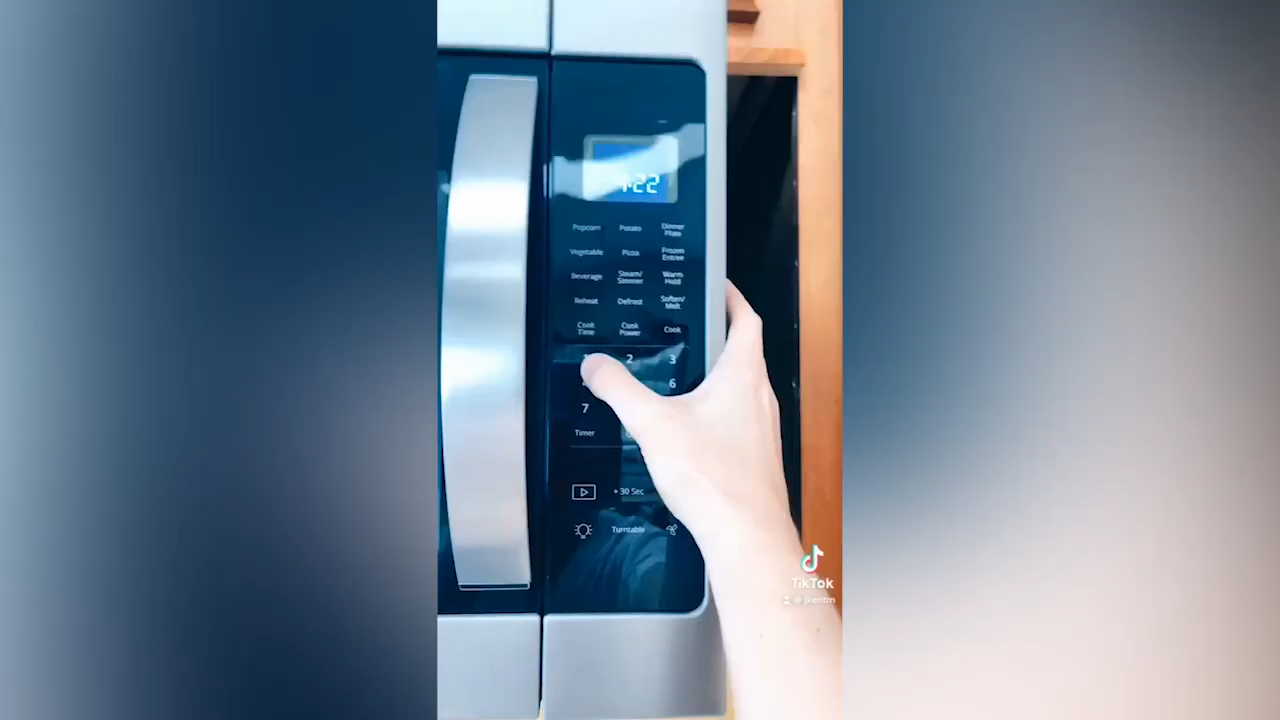 :22
Popcorn Potato Dinner Plate
Vegetable Pizza Frozen Entree
Beverage Steam/Simmer Warm Hold
Reheat Defrost Soften/Melt
Cook Time Cook Power Cook
2 3
6
7
Timer
+30 Sec
Turntable
TikTok